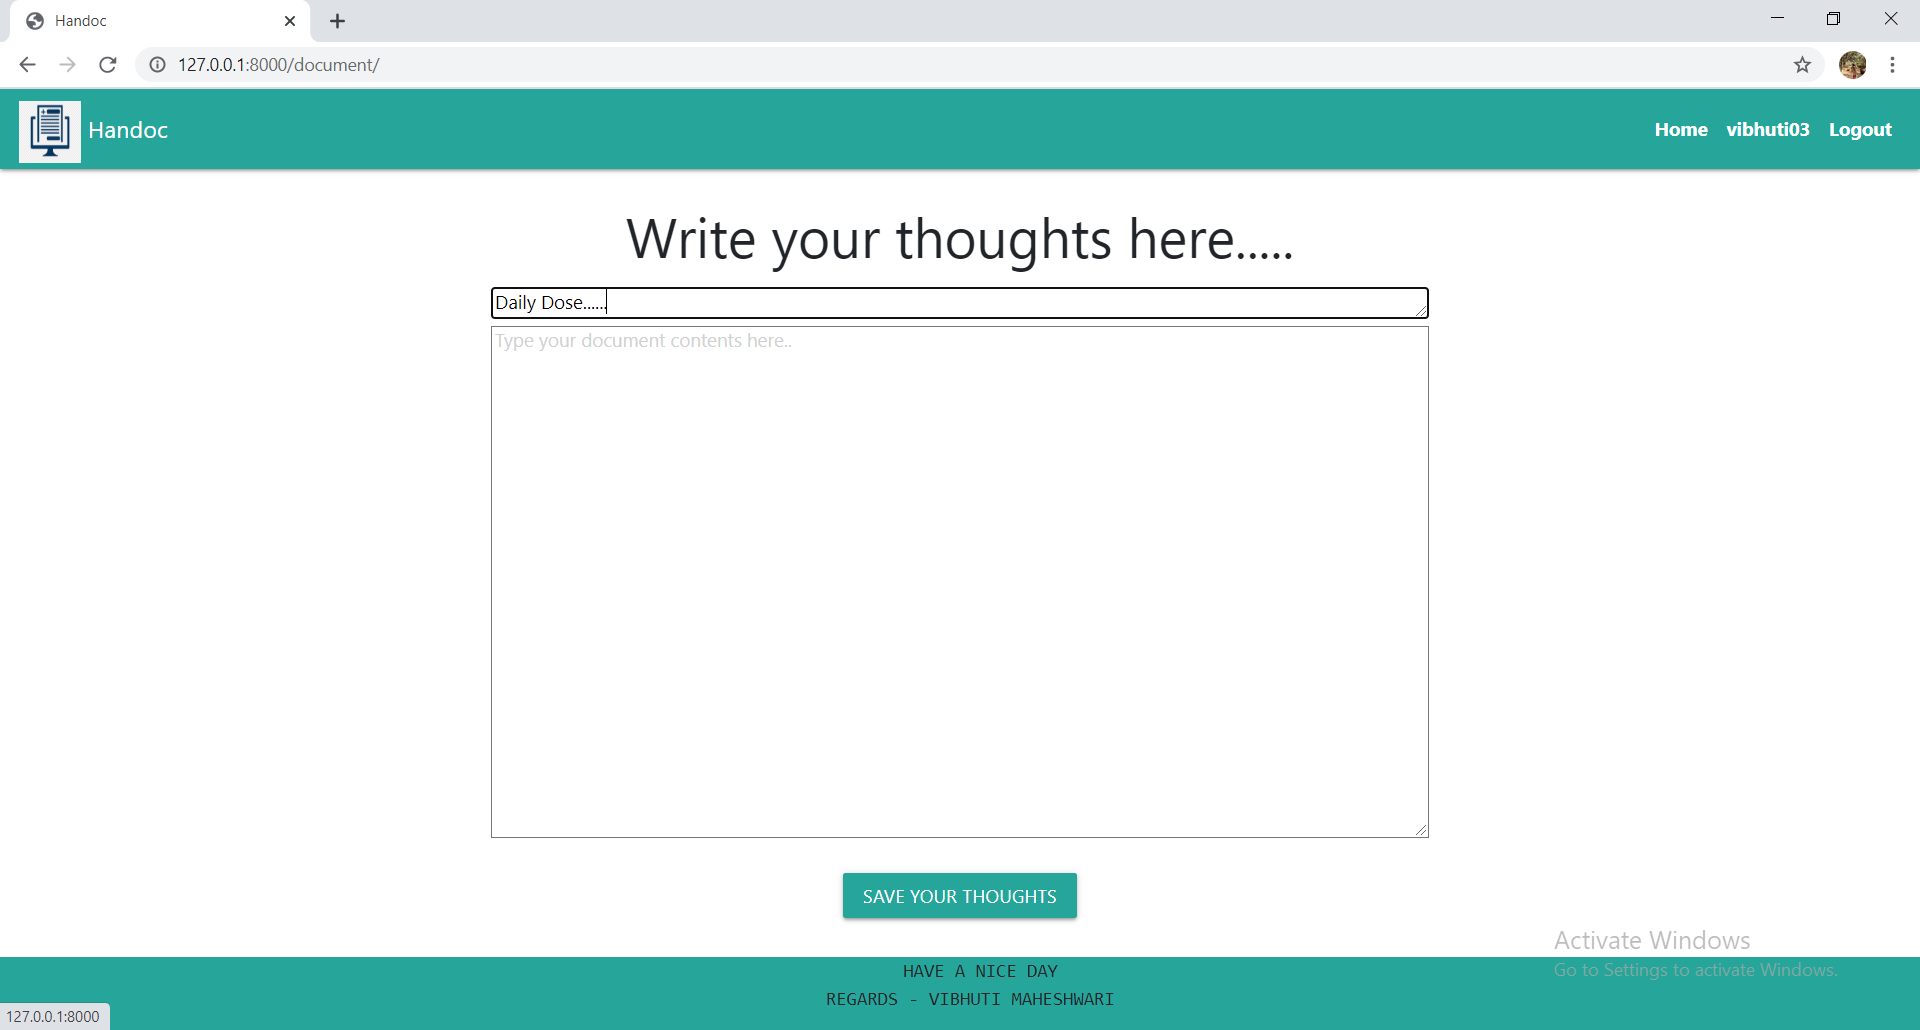 Handoc
127.0.0.1:8000/document/
Handoc
Home vibhuti03 Logout
Write your thoughts here.....
Daily Dose......
Type your document contents here..
SAVE YOUR THOUGHTS
Activate Windows
Go to Settings to activate Windows.
HAVE A NICE DAY
REGARDS - VIBHUTI MAHESHWARI
127.0.0.1:8000